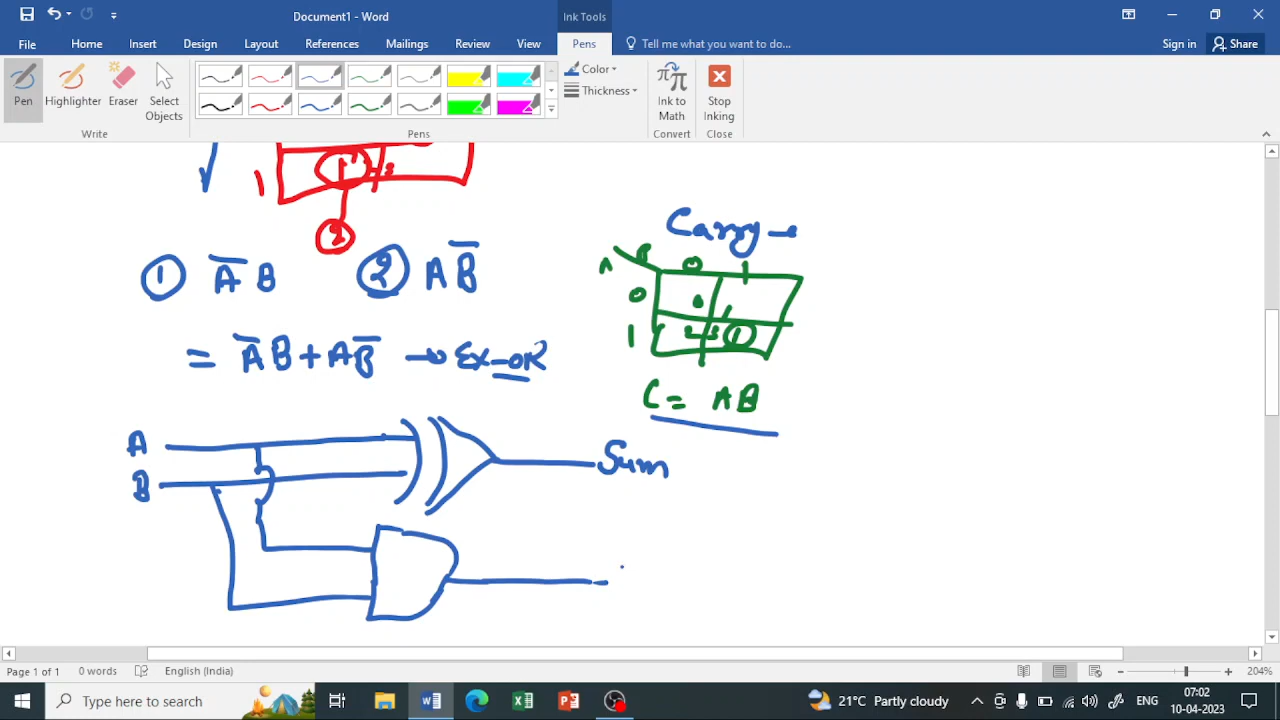 Document1 - Word
Ink Tools
File Home Insert Design Layout References Mailings Review View Pens Tell me what you want to do... Sign in Share
Pen Highlighter Eraser Select Objects
Color
Thickness
Ink to Math
Stop Inking
Write Pens Convert Close
1
2
Carry
① A̅ B ② A B̅
A B 0 1
0
1 1
= A̅B + AB̅ → EX-OR
C = AB
A
B
Sum
Page 1 of 1 0 words English (India) 204%
Type here to search
21°C Partly cloudy
ENG
07:02
10-04-2023